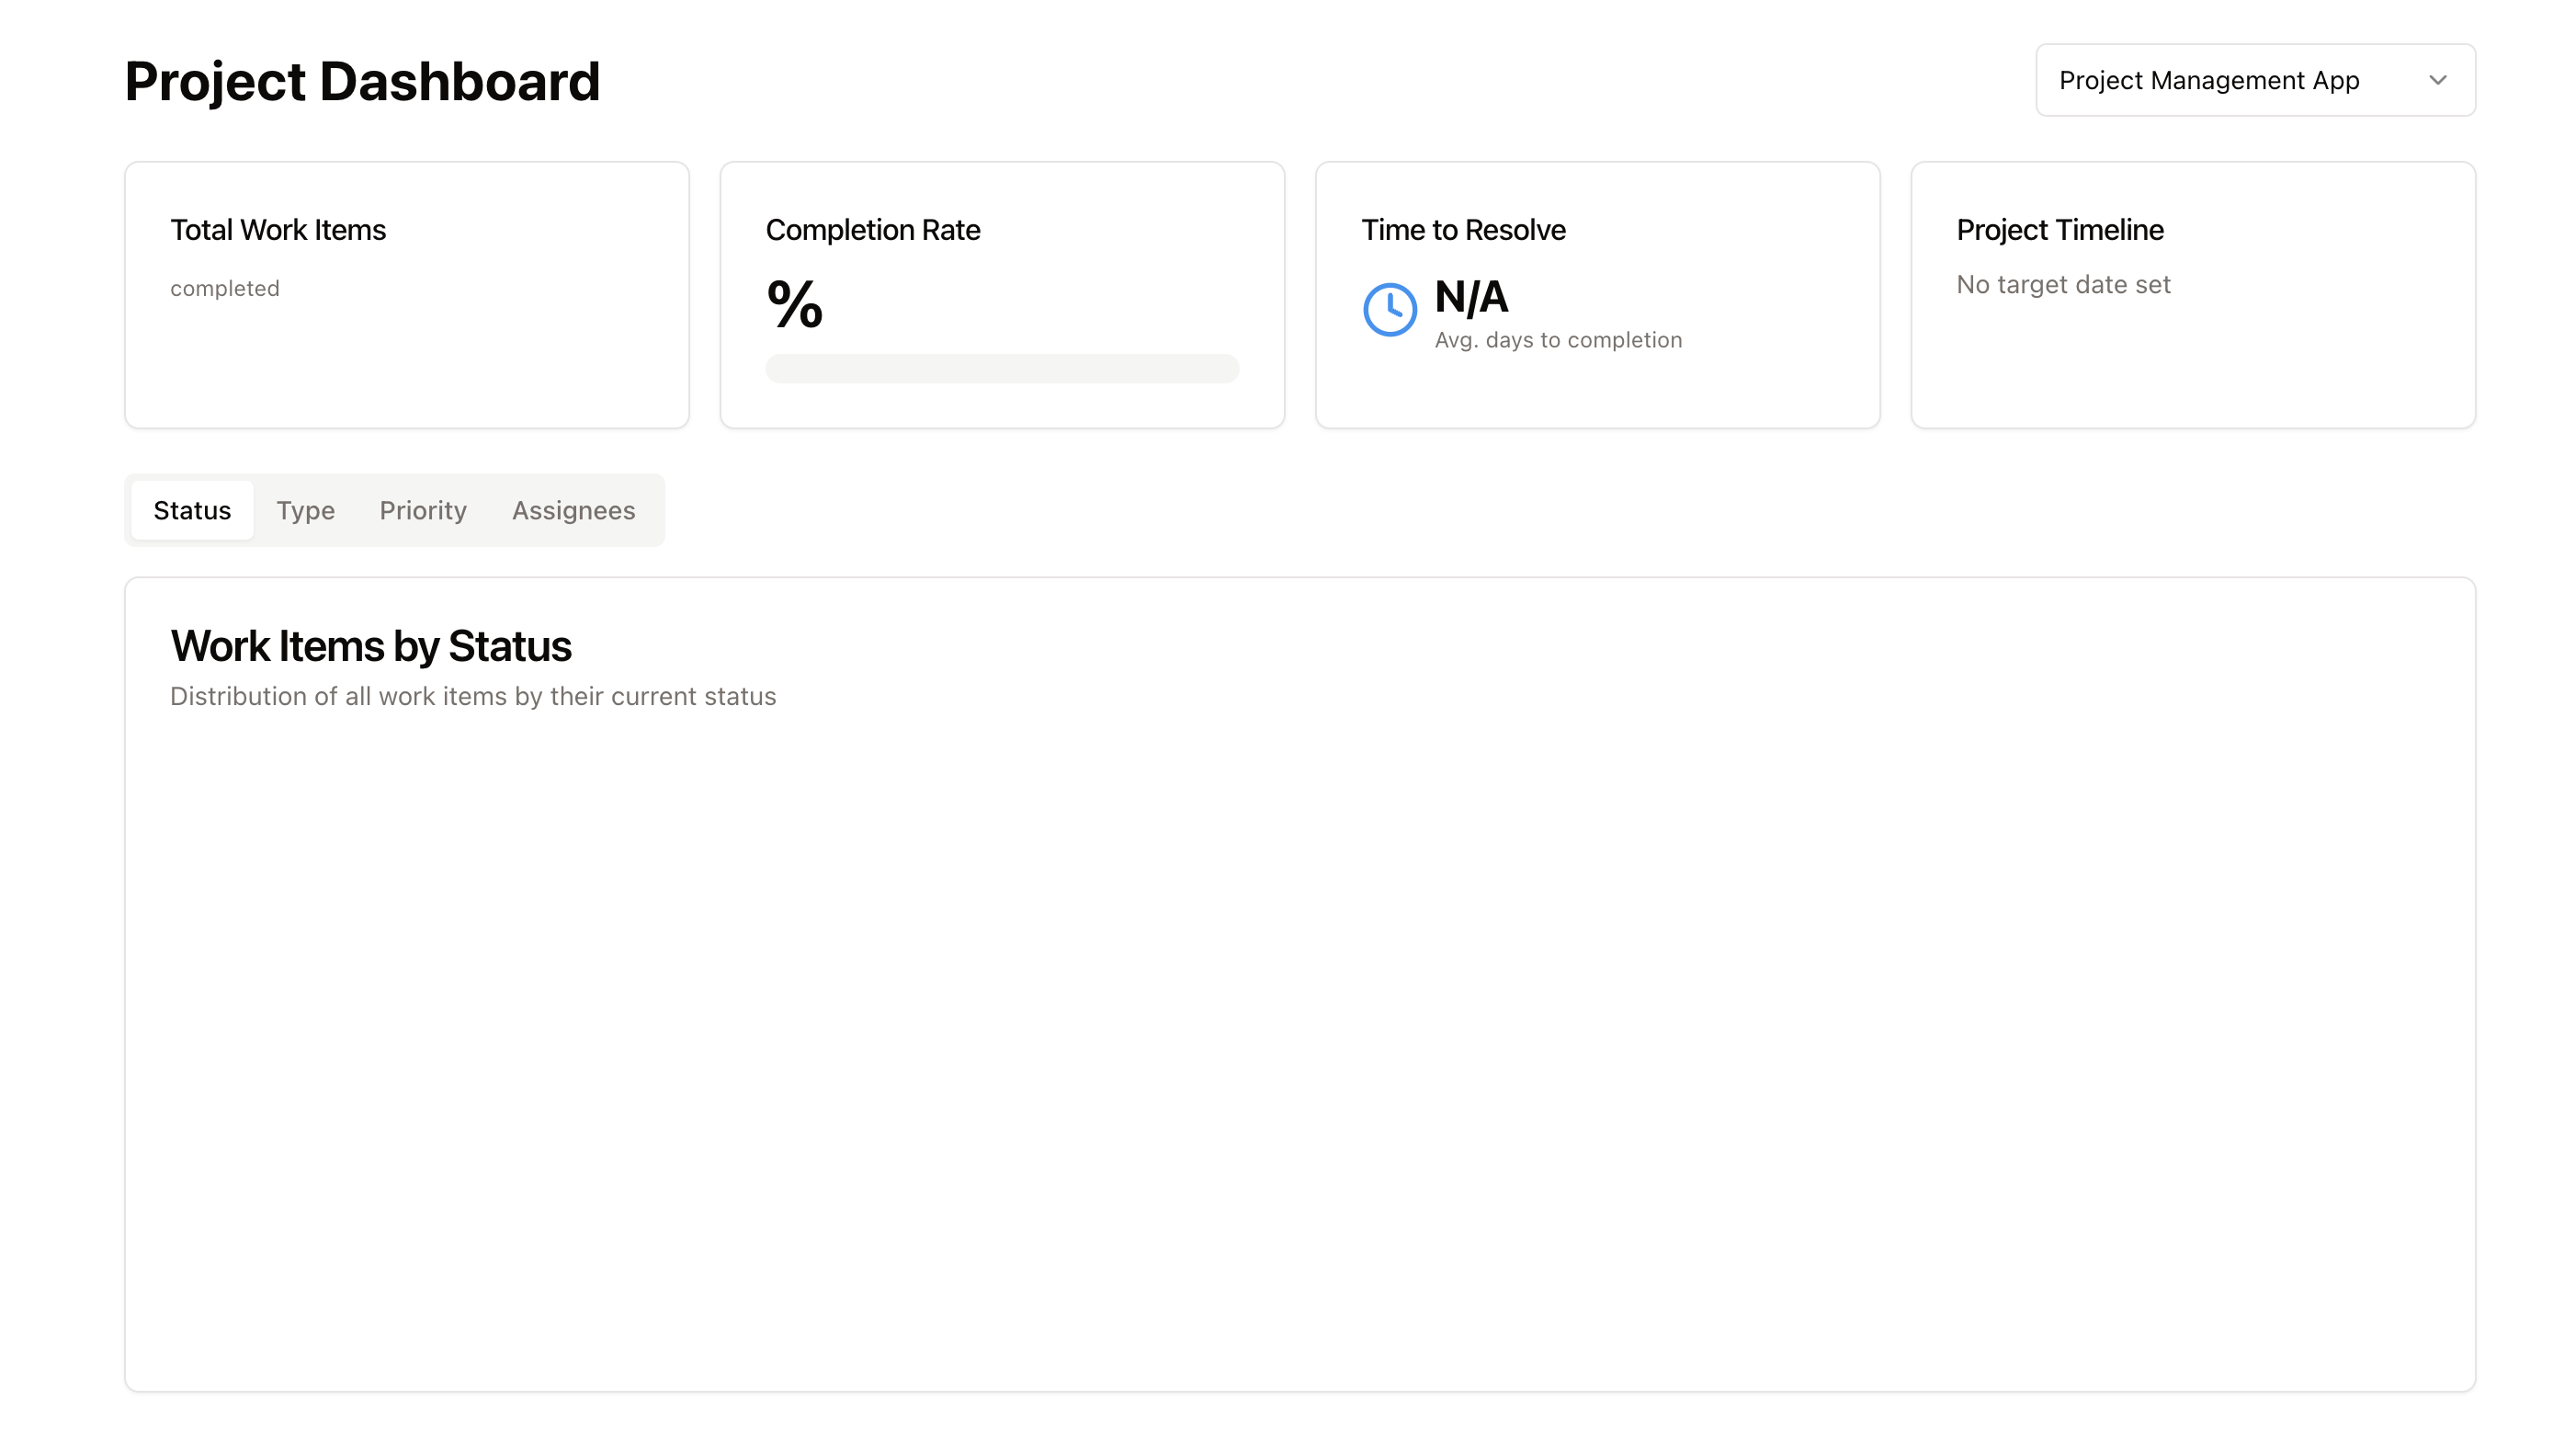 Project Dashboard
Project Management App
Total Work Items
completed
Completion Rate
%
Time to Resolve
N/A
Avg. days to completion
Project Timeline
No target date set
Status Type Priority Assignees
Work Items by Status
Distribution of all work items by their current status